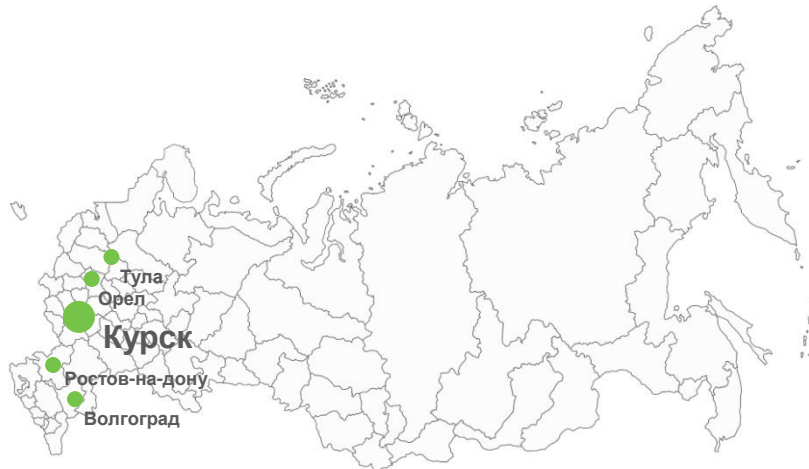 Тула
Орел
Курск
Ростов-на-дону
Волгоград